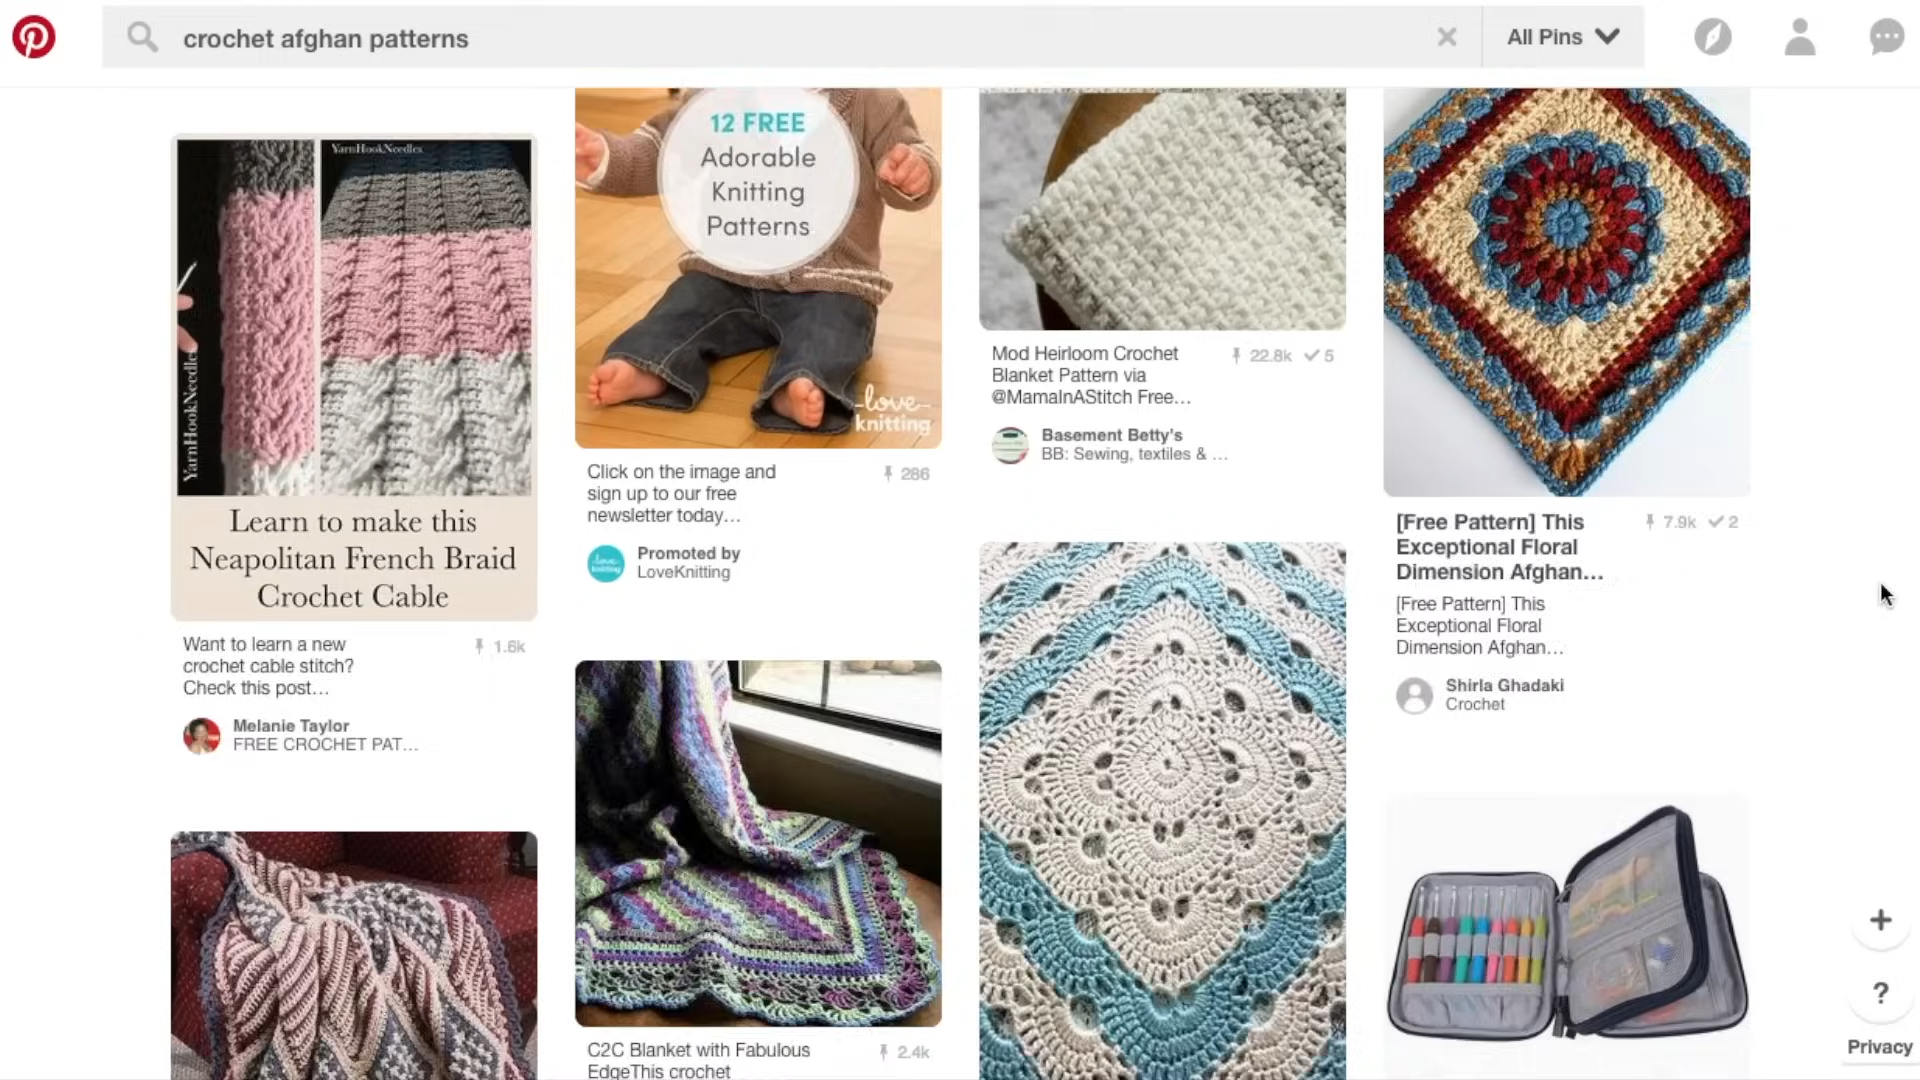 crochet afghan patterns
All Pins
YarnHookNeedles
YarnHookNeedles
Learn to make this
Neapolitan French Braid
Crochet Cable
Want to learn a new
crochet cable stitch?
Check this post...
1.6k
Melanie Taylor
FREE CROCHET PAT...
12 FREE
Adorable
Knitting
Patterns
love
knitting
Click on the image and
sign up to our free
newsletter today...
286
love
knitting
Promoted by
LoveKnitting
C2C Blanket with Fabulous
EdgeThis crochet
2.4k
Mod Heirloom Crochet
Blanket Pattern via
@MamaInAStitch Free...
22.8k 5
Basement Betty's
BB: Sewing, textiles & ...
[Free Pattern] This
Exceptional Floral
Dimension Afghan...
7.9k 2
[Free Pattern] This
Exceptional Floral
Dimension Afghan...
Shirla Ghadaki
Crochet
+
?
Privacy